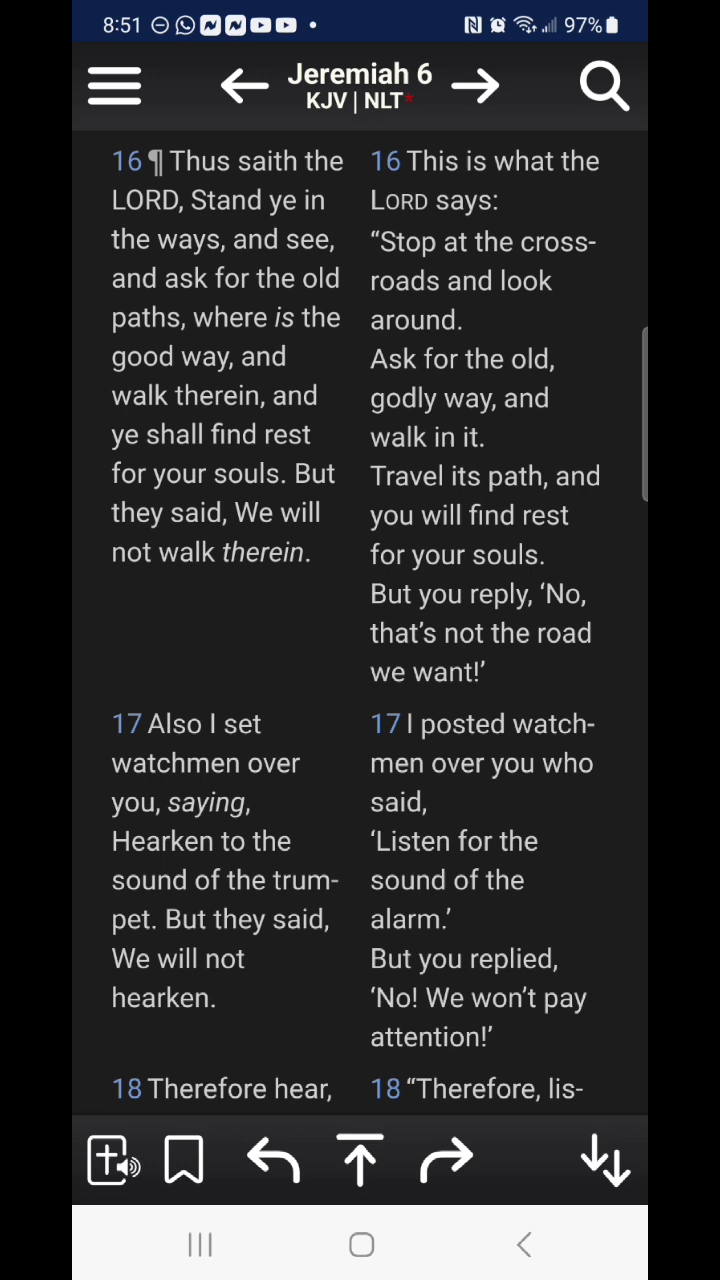 8:51
97%
Jeremiah 6
KJV | NLT*
16 ¶ Thus saith the
LORD, Stand ye in
the ways, and see,
and ask for the old
paths, where is the
good way, and
walk therein, and
ye shall find rest
for your souls. But
they said, We will
not walk therein.
16 This is what the
LORD says:
“Stop at the cross-
roads and look
around.
Ask for the old,
godly way, and
walk in it.
Travel its path, and
you will find rest
for your souls.
But you reply, ‘No,
that’s not the road
we want!’
17 Also I set
watchmen over
you, saying,
Hearken to the
sound of the trum-
pet. But they said,
We will not
hearken.
17 I posted watch-
men over you who
said,
‘Listen for the
sound of the
alarm.’
But you replied,
‘No! We won’t pay
attention!’
18 Therefore hear,
18 “Therefore, lis-